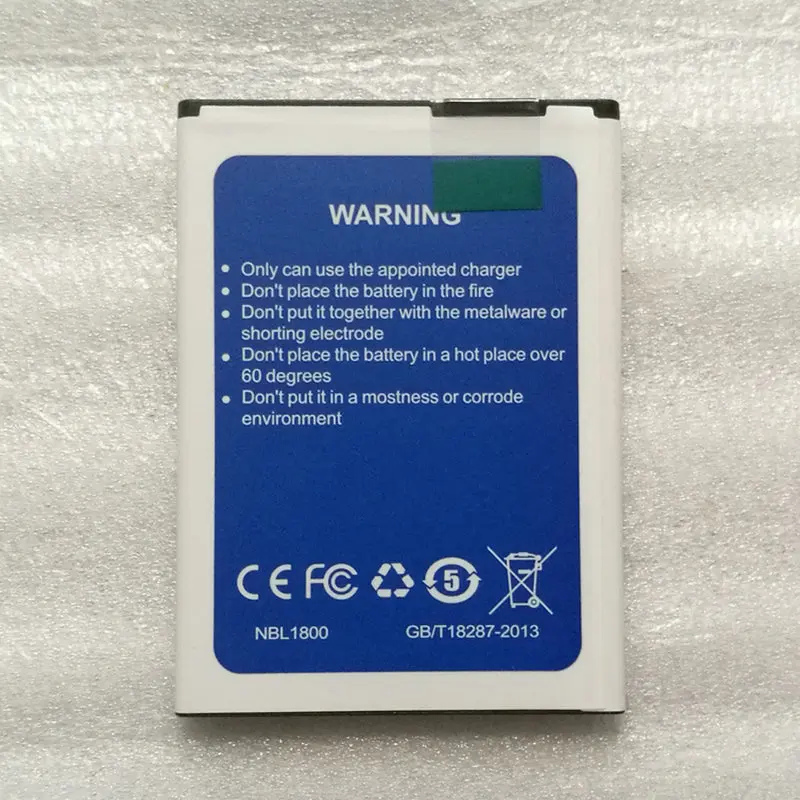 WARNING
• Only can use the appointed charger
• Don't place the battery in the fire
• Don't put it together with the metalware or
shorting electrode
• Don't place the battery in a hot place over
60 degrees
• Don't put it in a mostness or corrode
environment
CE FC 5
NBL1800 GB/T18287-2013